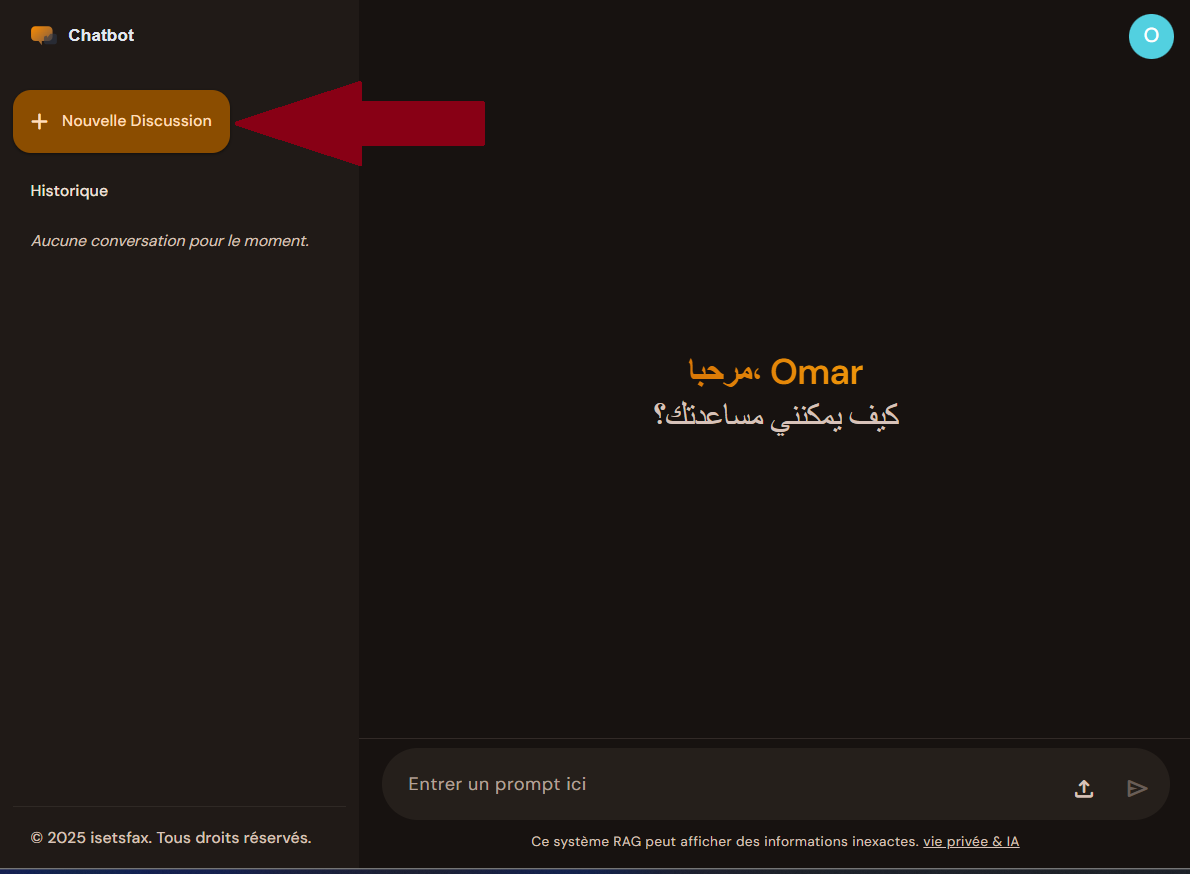 Chatbot
O
Nouvelle Discussion
Historique
Aucune conversation pour le moment.
مرحبا، Omar
كيف يمكنني مساعدتك؟
Entrer un prompt ici
© 2025 isetsfax. Tous droits réservés.
Ce système RAG peut afficher des informations inexactes. vie privée & IA